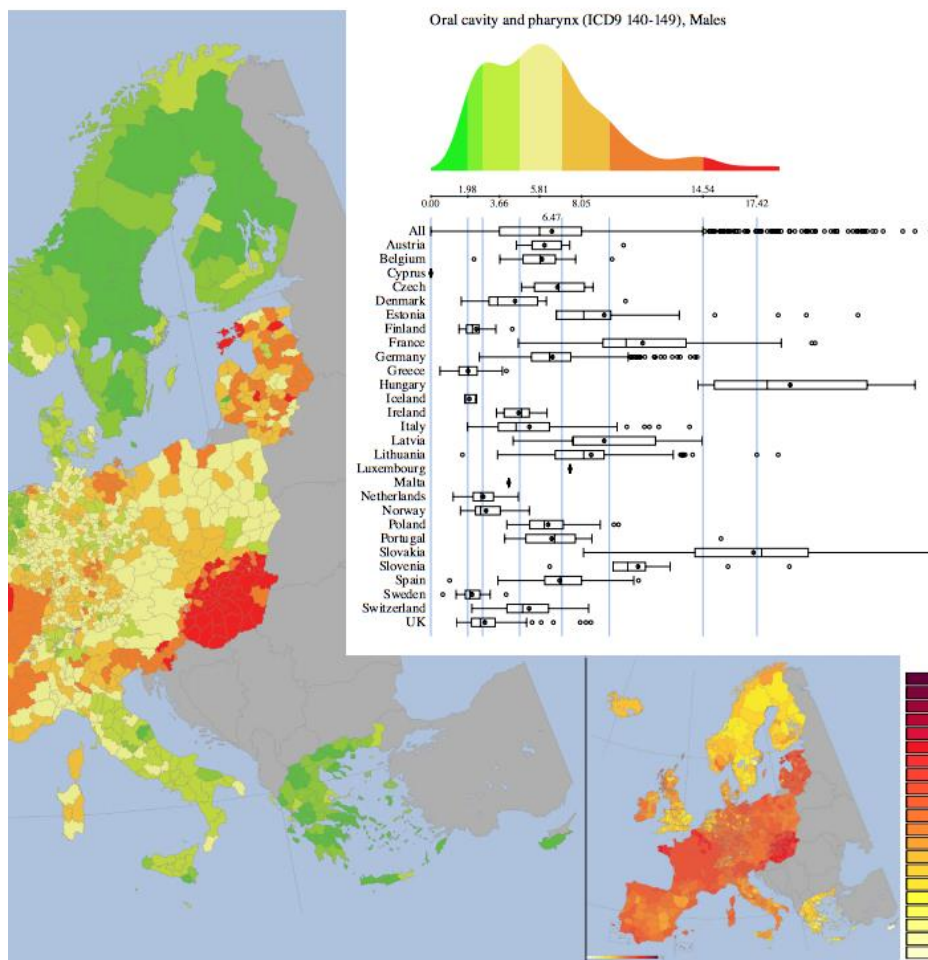 Oral cavity and pharynx (ICD9 140-149), Males
1.98 5.81 14.54
0.00 3.66 8.05 17.42
6.47
All
Austria
Belgium
Cyprus
Czech
Denmark
Estonia
Finland
France
Germany
Greece
Hungary
Iceland
Ireland
Italy
Latvia
Lithuania
Luxembourg
Malta
Netherlands
Norway
Poland
Portugal
Slovakia
Slovenia
Spain
Sweden
Switzerland
UK